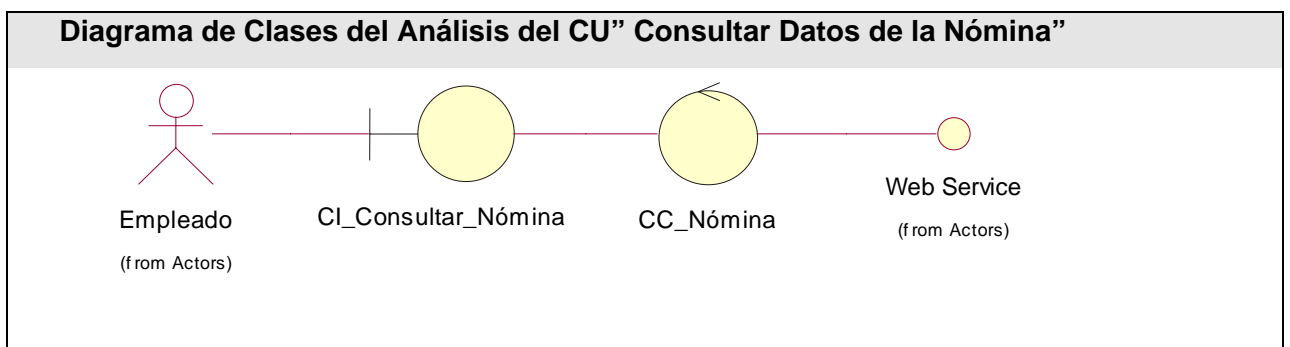 Diagrama de Clases del Análisis del CU” Consultar Datos de la Nómina”
Empleado
(from Actors)
CI_Consultar_Nómina
CC_Nómina
Web Service
(from Actors)